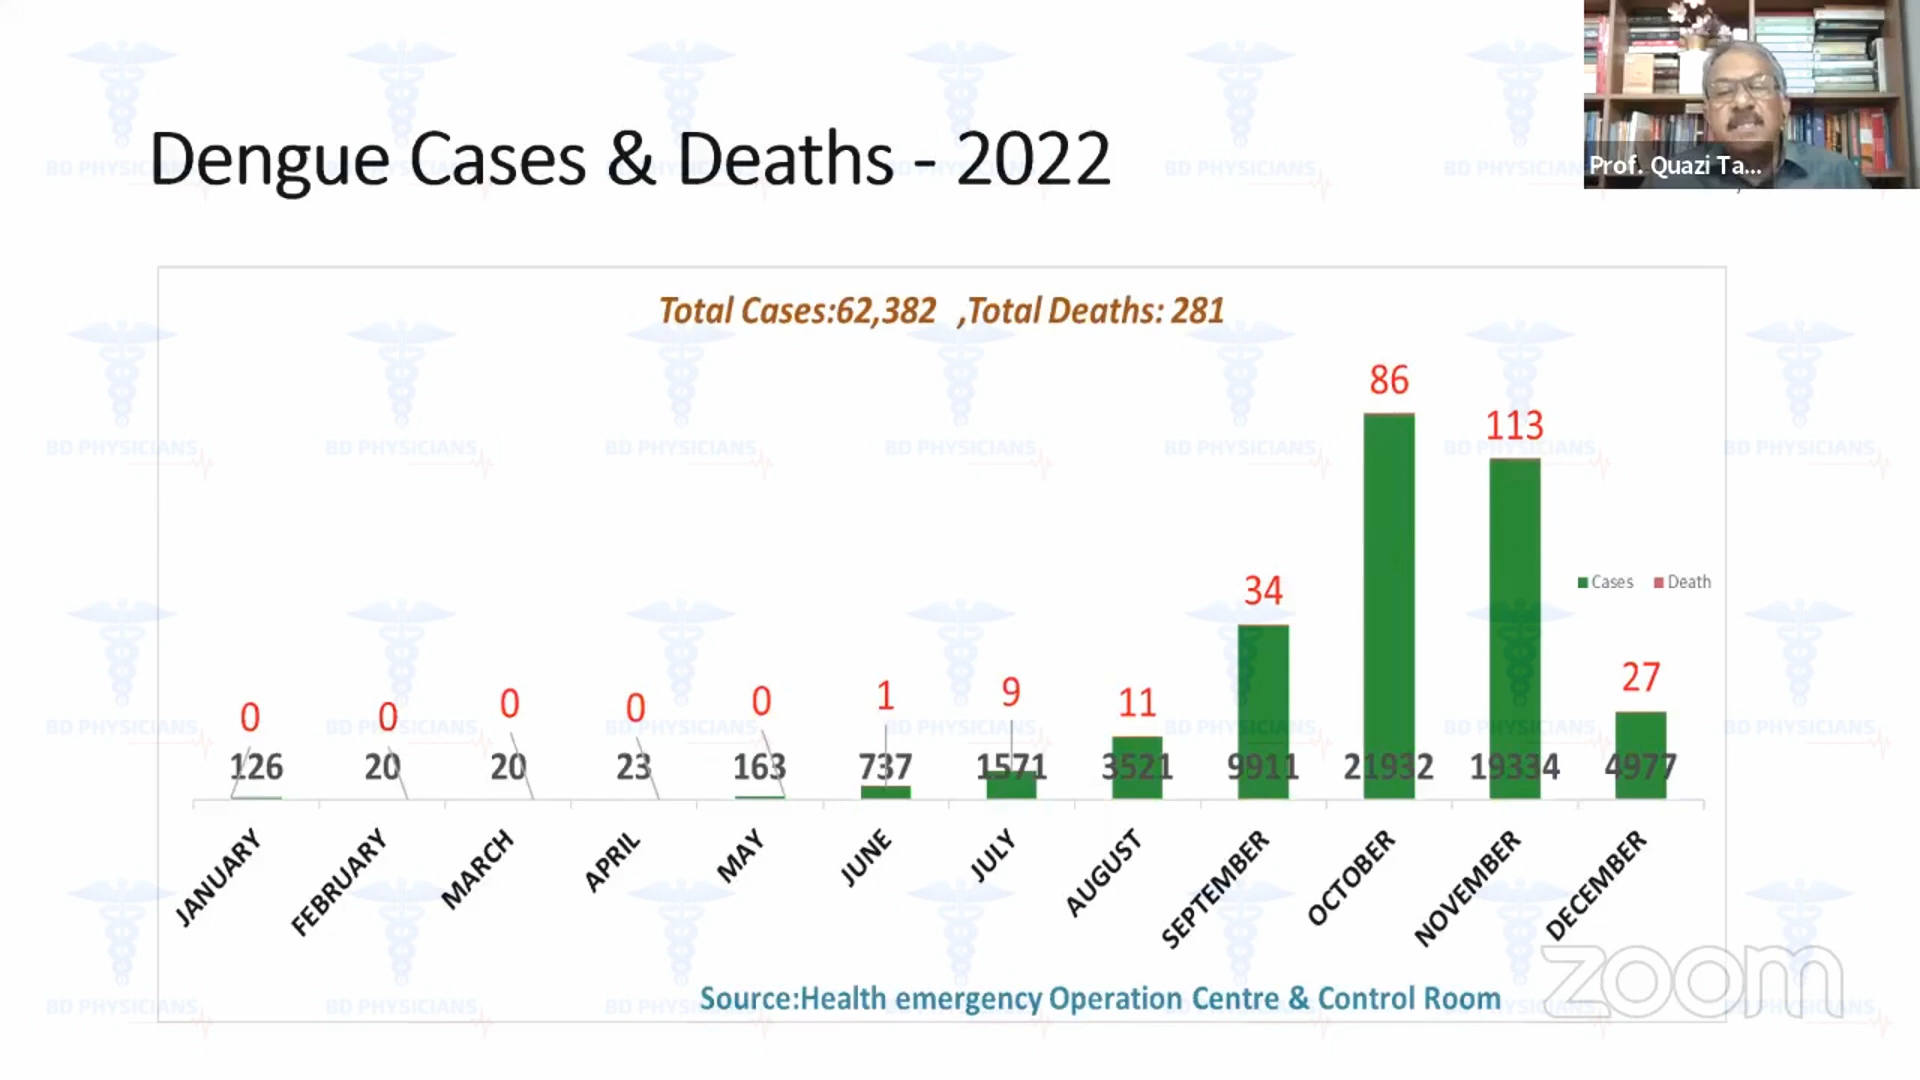 Dengue Cases & Deaths - 2022
Prof. Quazi Ta...
Total Cases:62,382 ,Total Deaths: 281
86
113
34
Cases Death
27
0 0 0 0 0 1 9 11
126 20 20 23 163 737 1571 3521 9911 21932 19334 4977
JANUARY FEBRUARY MARCH APRIL MAY JUNE JULY AUGUST SEPTEMBER OCTOBER NOVEMBER DECEMBER
Source:Health emergency Operation Centre & Control Room
zoom
BD PHYSICIANS